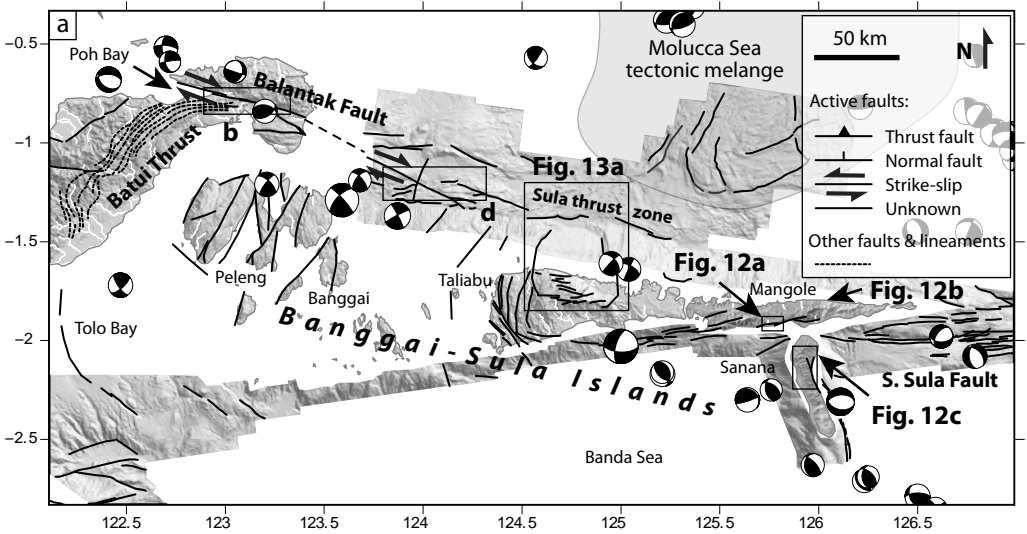 a
−0.5
−1
−1.5
−2
−2.5
122.5
123
123.5
124
124.5
125
125.5
126
126.5
Poh Bay
Balantak Fault
b
Batui Thrust
Molucca Sea
tectonic melange
50 km
N
Active faults:
Thrust fault
Normal fault
Strike-slip
Unknown
Other faults & lineaments
Fig. 13a
d
Sula thrust zone
Fig. 12a
Mangole
Fig. 12b
Peleng
Taliabu
Banggai
Tolo Bay
Banggai-Sula Islands
Sanana
S. Sula Fault
Fig. 12c
Banda Sea